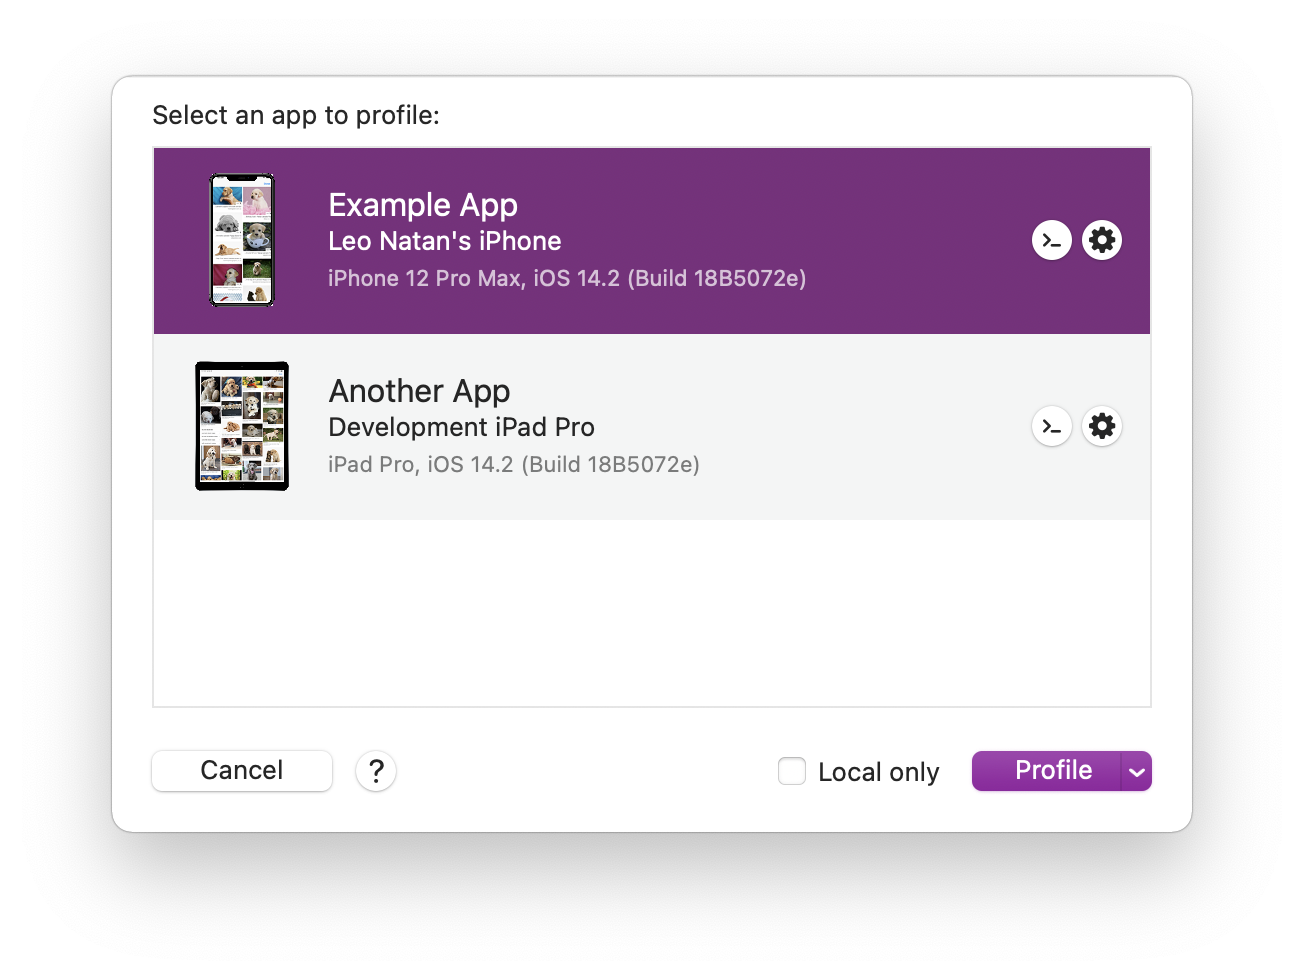 Select an app to profile:
Example App
Leo Natan's iPhone
iPhone 12 Pro Max, iOS 14.2 (Build 18B5072e)
Another App
Development iPad Pro
iPad Pro, iOS 14.2 (Build 18B5072e)
Cancel ? Local only Profile